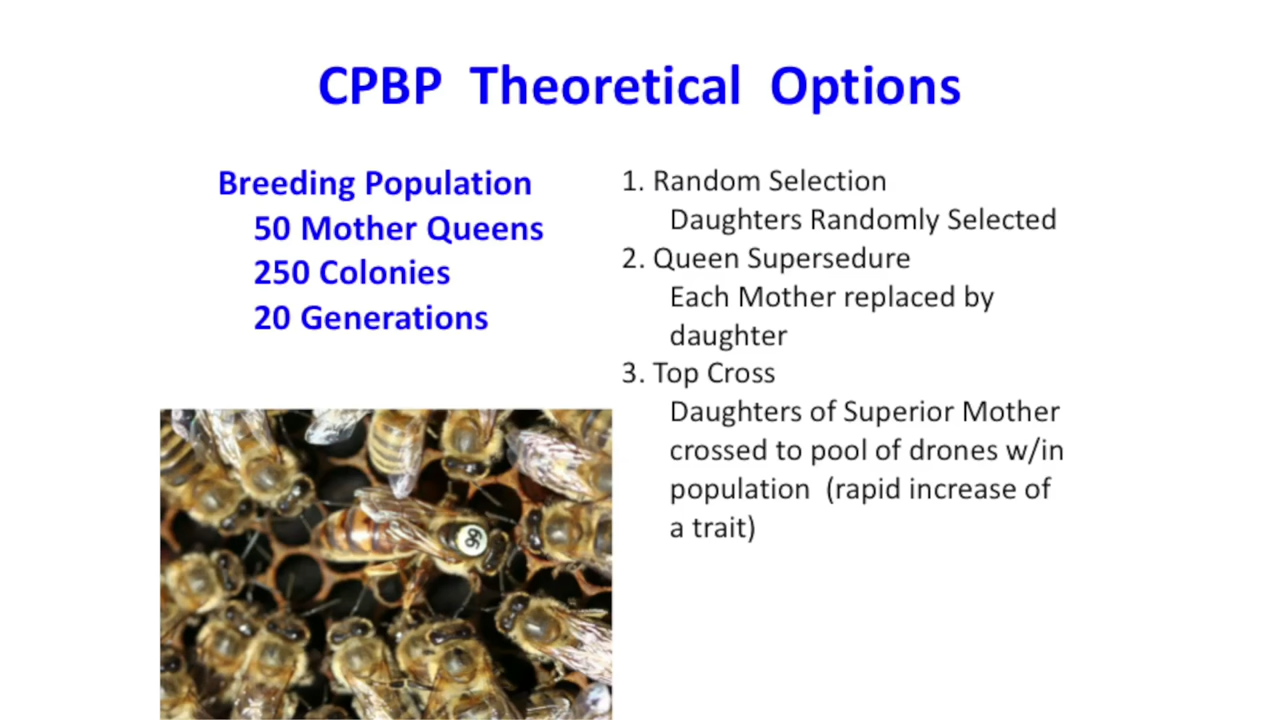 CPBP Theoretical Options
Breeding Population
50 Mother Queens
250 Colonies
20 Generations
1. Random Selection
Daughters Randomly Selected
2. Queen Supersedure
Each Mother replaced by
daughter
3. Top Cross
Daughters of Superior Mother
crossed to pool of drones w/in
population (rapid increase of
a trait)